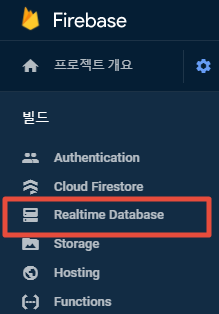 Firebase
프로젝트 개요
빌드
Authentication
Cloud Firestore
Realtime Database
Storage
Hosting
Functions